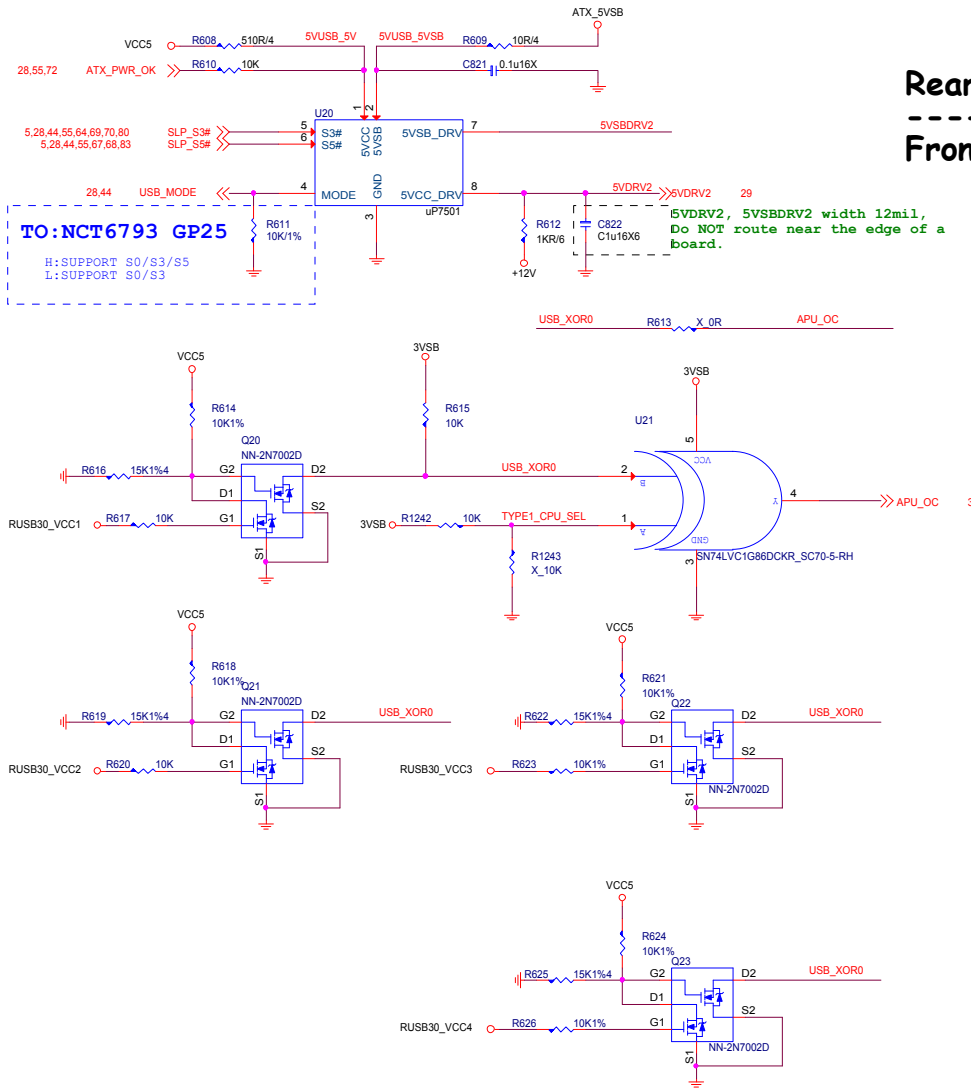 ATX_5VSB
VCC5 R608 510R/4 5VUSB_5V 5VUSB_5VSB R609 10R/4
28,55,72 ATX_PWR_OK R610 10K C821 0.1u16X
Rear
-----
Fron
U20
1 2
5,28,44,55,64,69,70,80 SLP_S3# 5 S3# 5VCC 5VSB 5VSB_DRV 7 5VSBDRV2
5,28,44,55,67,68,83 SLP_S5# 6 S5#
28,44 USB_MODE 4 MODE GND 5VCC_DRV 8 5VDRV2 5VDRV2 29
uP7501
3
TO:NCT6793 GP25
H:SUPPORT S0/S3/S5
L:SUPPORT S0/S3
R611
10K/1%
R612
1KR/6
+12V
C822
C1u16X6
5VDRV2, 5VSBDRV2 width 12mil,
Do NOT route near the edge of a
board.
USB_XOR0 R613 X_0R APU_OC
VCC5
R614
10K1%
Q20
NN-2N7002D
R616 15K1%4 G2 D2
D1 S2
RUSB30_VCC1 R617 10K G1
S1
3VSB
R615
10K
USB_XOR0
3VSB R1242 10K TYPE1_CPU_SEL
R1243
X_10K
3VSB
U21
5
VCC
2 B
Y 4 APU_OC 3
1 A
GND
3
SN74LVC1G86DCKR_SC70-5-RH
VCC5
R618
10K1%
Q21
NN-2N7002D
R619 15K1%4 G2 D2 USB_XOR0
D1 S2
RUSB30_VCC2 R620 10K G1
S1
VCC5
R621
10K1%
Q22
R622 15K1%4 G2 D2 USB_XOR0
D1 S2
RUSB30_VCC3 R623 10K1% G1
NN-2N7002D
S1
VCC5
R624
10K1%
Q23
R625 15K1%4 G2 D2 USB_XOR0
D1 S2
RUSB30_VCC4 R626 10K1% G1
NN-2N7002D
S1